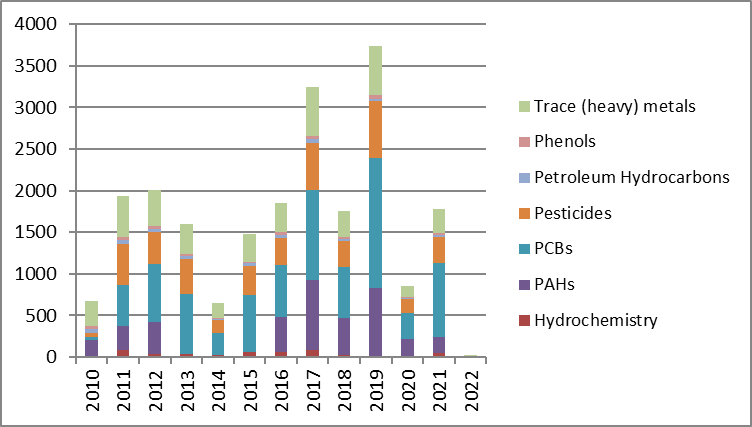 4000
3500
3000
2500
2000
1500
1000
500
0
2010 2011 2012 2013 2014 2015 2016 2017 2018 2019 2020 2021 2022
Trace (heavy) metals
Phenols
Petroleum Hydrocarbons
Pesticides
PCBs
PAHs
Hydrochemistry